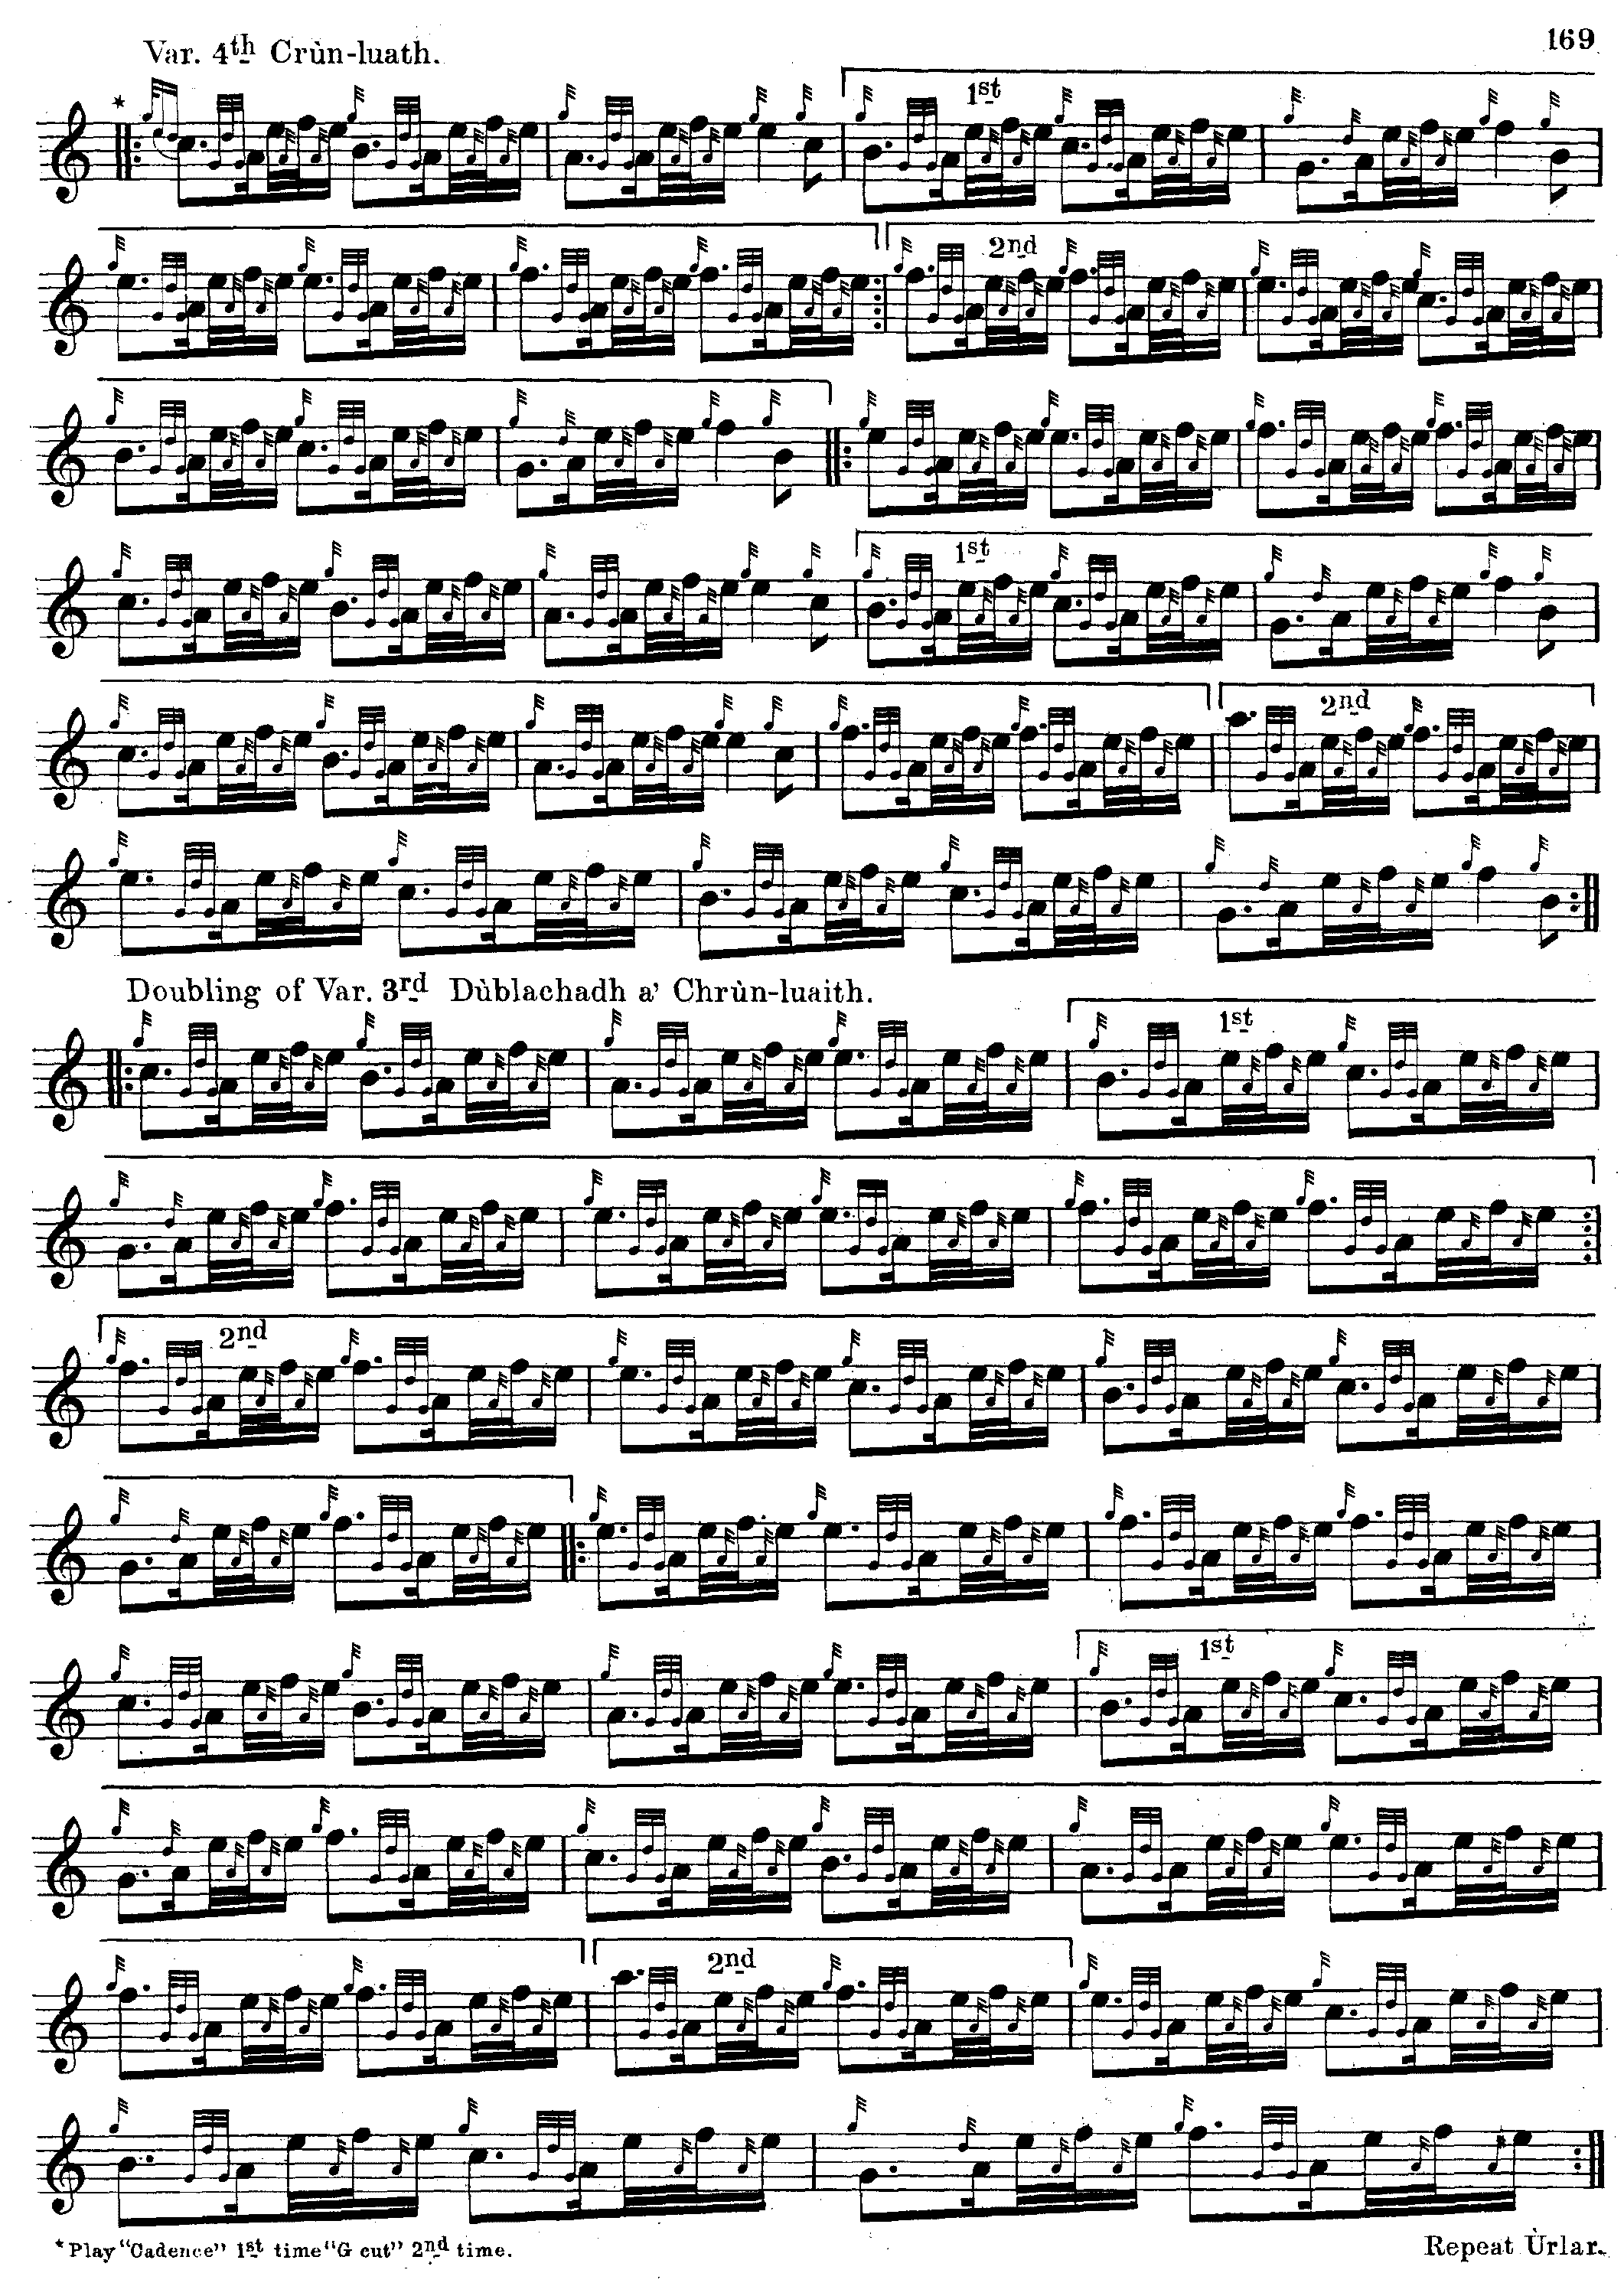 169
Var. 4th Crùn-luath.
1st
2nd
1st
2nd
Doubling of Var. 3rd Dùblachadh a' Chrùn-luaith.
1st
2nd
1st
2nd
*Play "Cadence" 1st time "G cut" 2nd time.
Repeat Ùrlar.